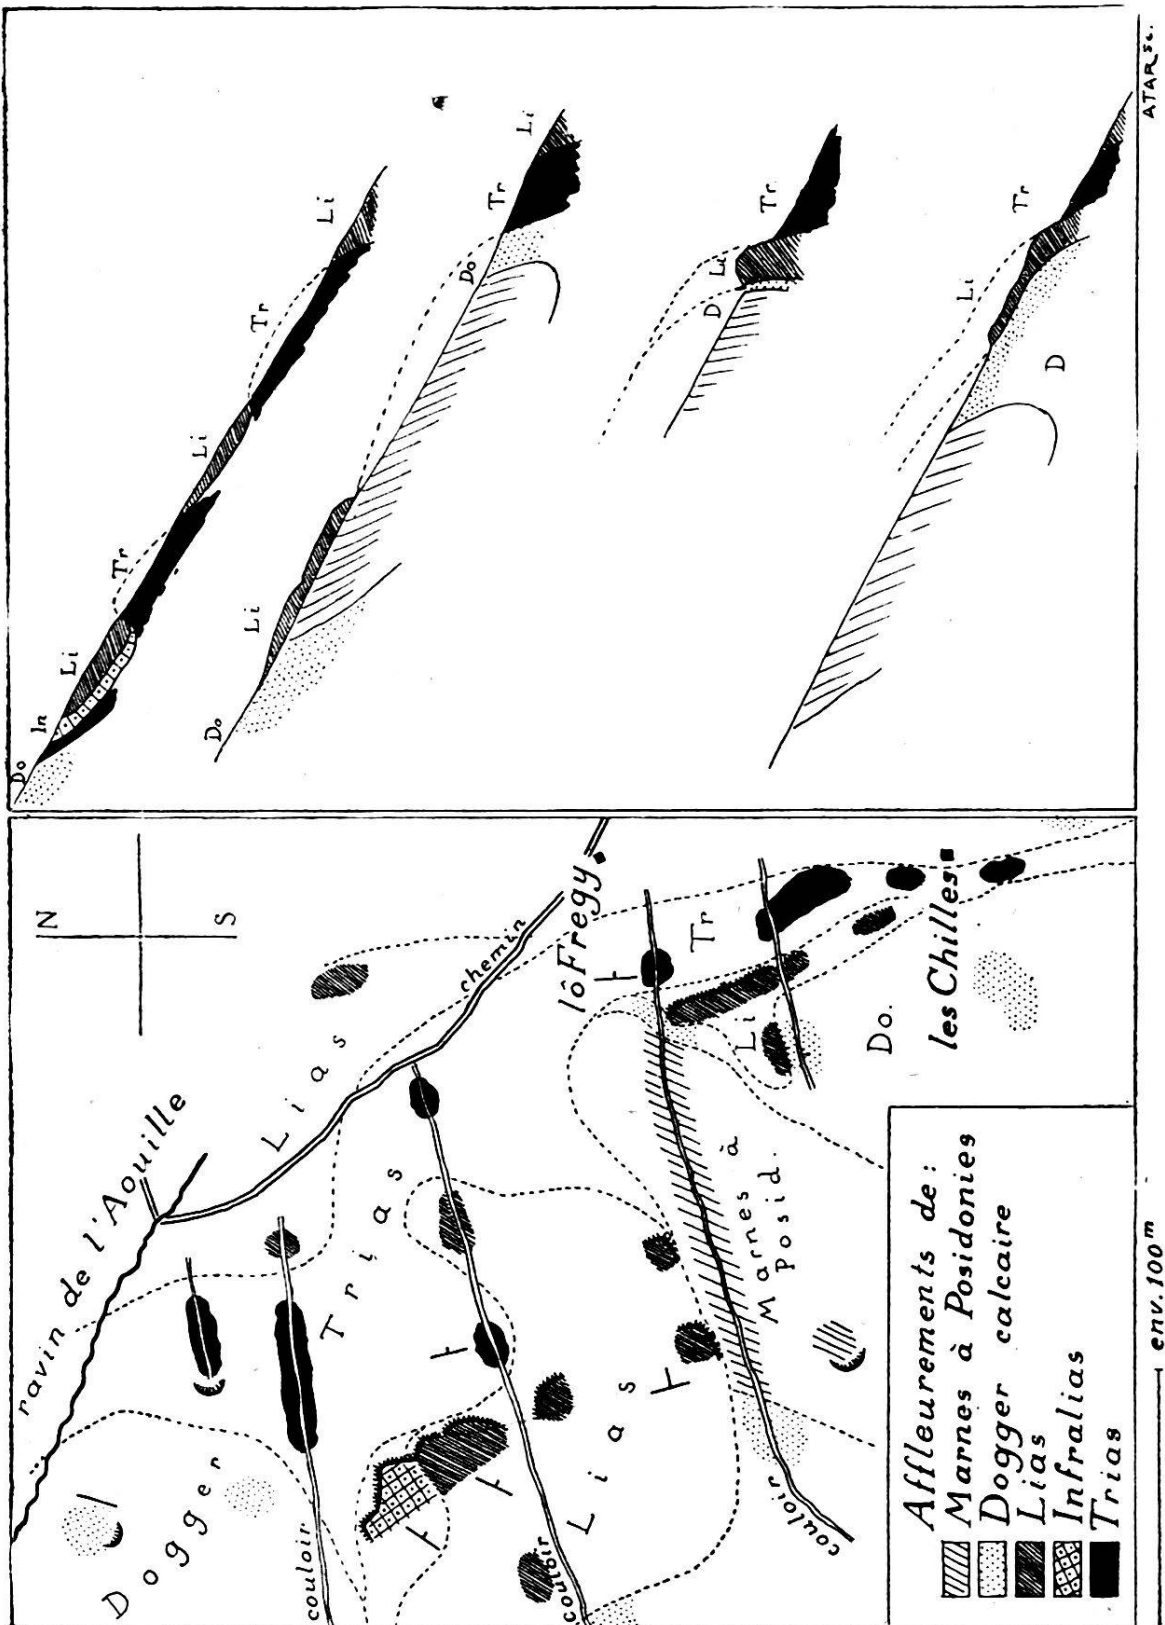 Do
In
Li
Tr
Li
Tr
Li
Do
Li
Do
Tr
Li
D
Li
Tr
Li
D
Tr
ATAR sc.
N
S
ravin de l'Aouille
Lias
chemin
lô Fregy
Dogger
Trias
couloir
couloir
Lias
Tr
Li
Do.
les Chilles
Marnes à
Posid.
couloir
Affleurements de:
Marnes à Posidonies
Dogger calcaire
Lias
Infralias
Trias
env. 100 m